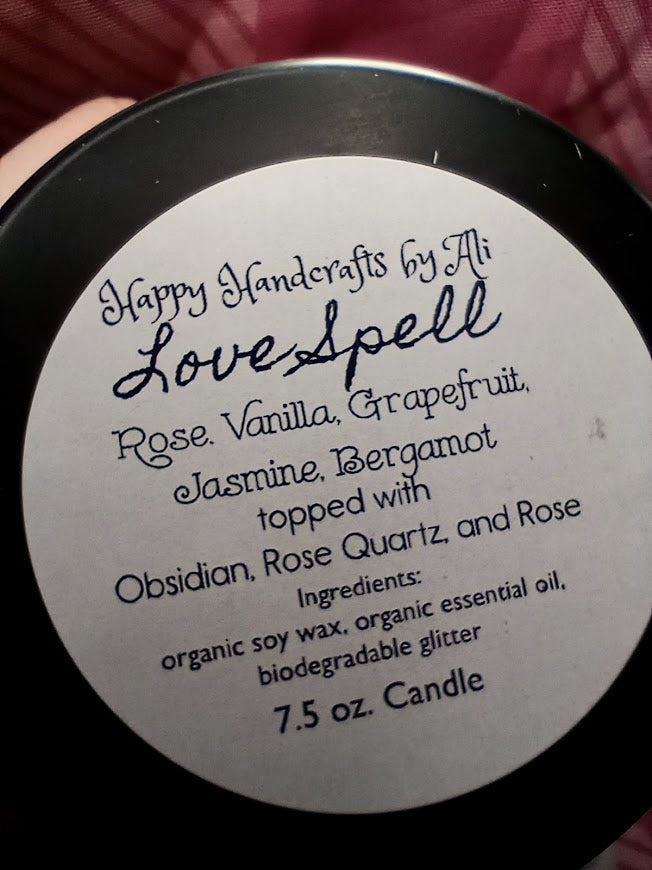 Happy Handcrafts by Ali
Love Spell
Rose, Vanilla, Grapefruit,
Jasmine, Bergamot
topped with
Obsidian, Rose Quartz, and Rose
Ingredients:
organic soy wax, organic essential oil,
biodegradable glitter
7.5 oz. Candle